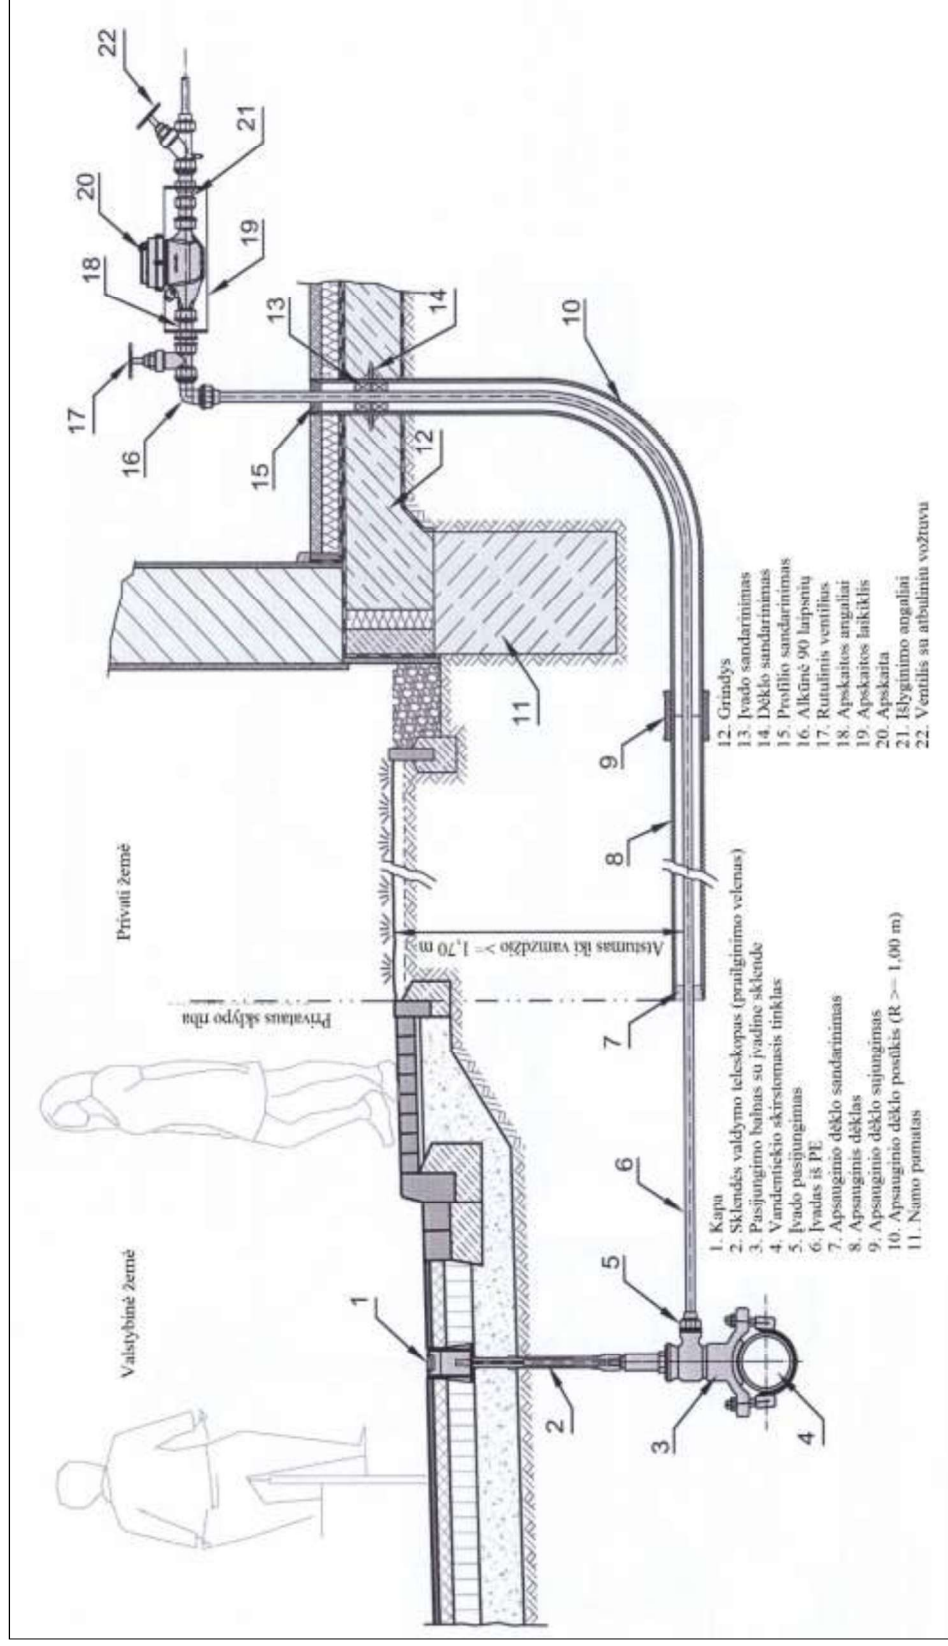 Valstybinė žemė
Privati žemė
Privataus sklypo riba
Atstumas iki vamzdžio >= 1,70 m
1
2
3
4
5
6
7
8
9
10
11
12
13
14
15
16
17
18
19
20
21
22
1. Kapa
2. Sklendės valdymo teleskopas (prailginimo velenas)
3. Pasijungimo balnas su įvadine sklende
4. Vandentiekio skirstomasis tinklas
5. Įvado pasijungimas
6. Įvadas iš PE
7. Apsauginio dėklo sandarinimas
8. Apsauginis dėklas
9. Apsauginio dėklo sujungimas
10. Apsauginio dėklo posūkis (R >= 1,00 m)
11. Namo pamatas
12. Grindys
13. Įvado sandarinimas
14. Dėklo sandarinimas
15. Profilio sandarinimas
16. Alkūnė 90 laipsnių
17. Rutulinis ventilius
18. Apskaitos angaliai
19. Apskaitos laikiklis
20. Apskaita
21. Išlyginimo angaliai
22. Ventilis su atbuliniu vožtuvu